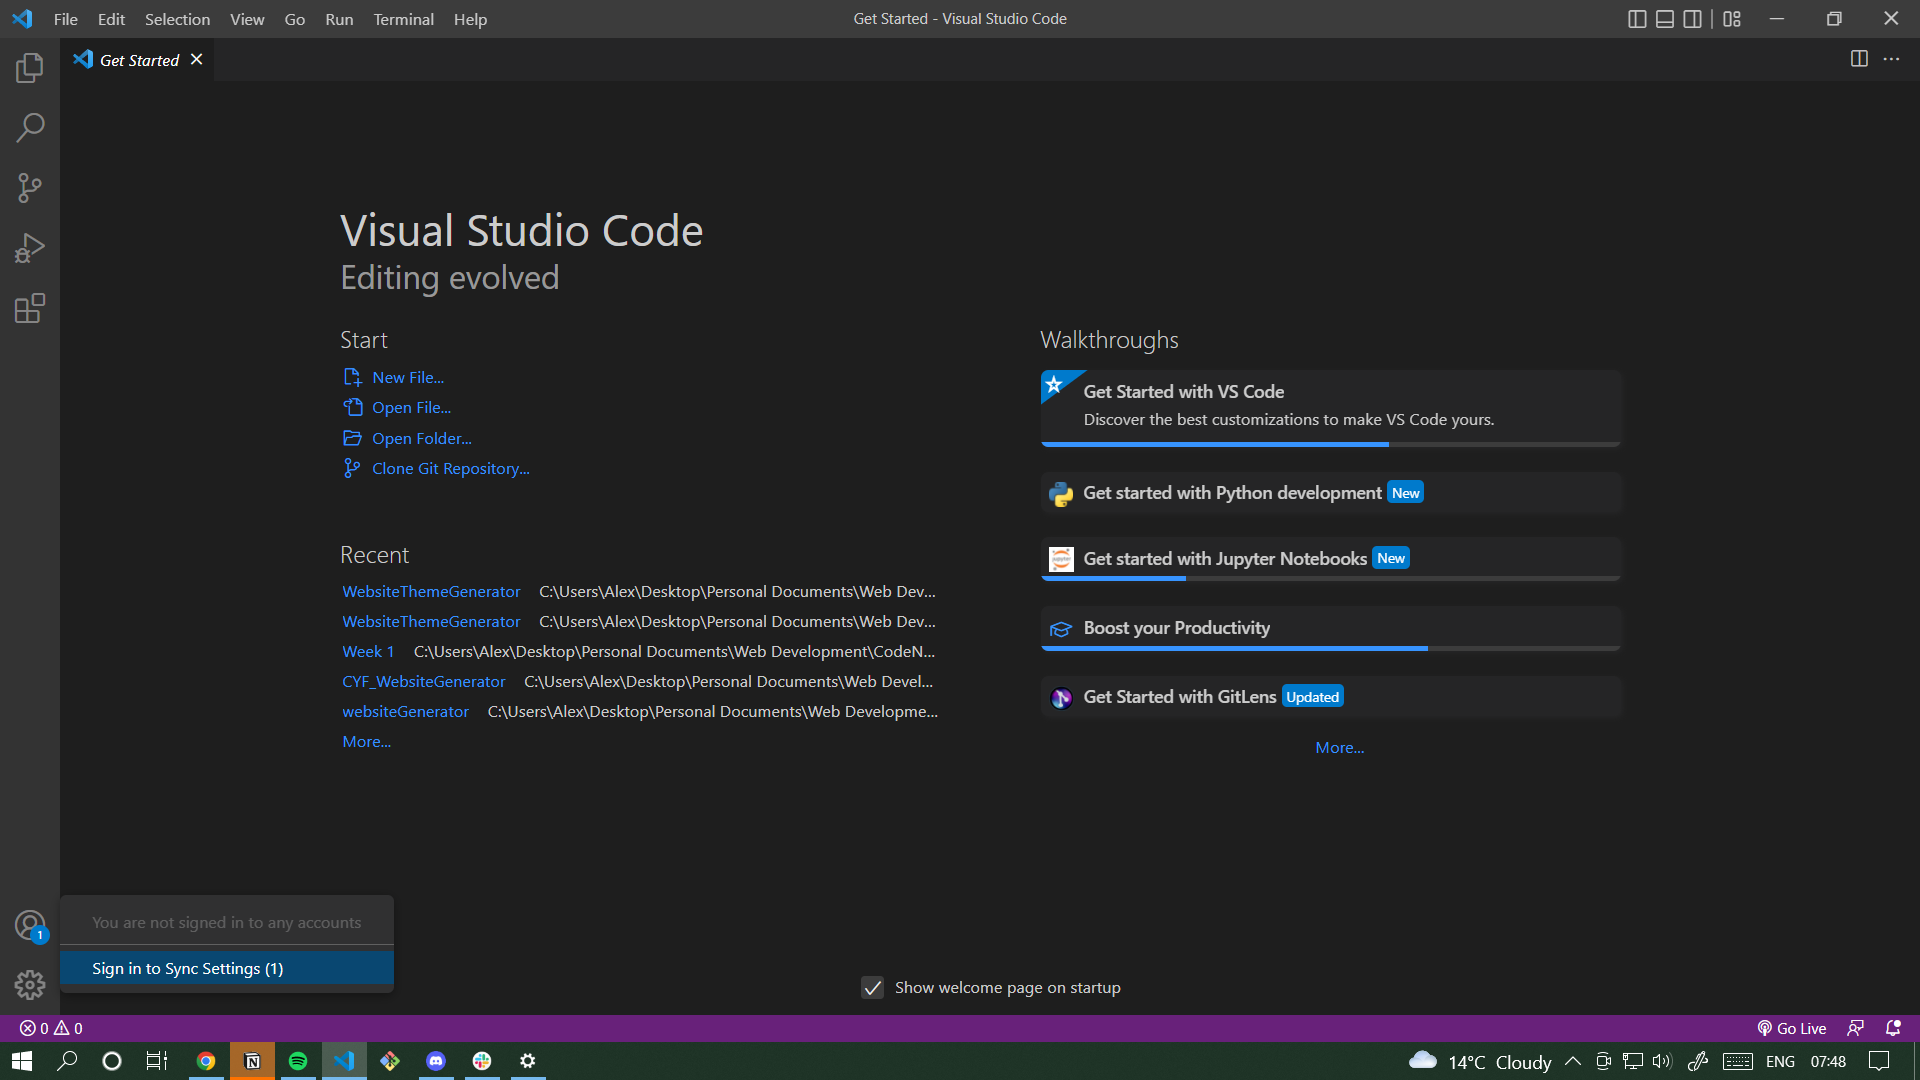 File Edit Selection View Go Run Terminal Help
Get Started - Visual Studio Code
Get Started
Visual Studio Code
Editing evolved
Start
New File...
Open File...
Open Folder...
Clone Git Repository...
Recent
WebsiteThemeGenerator C:\Users\Alex\Desktop\Personal Documents\Web Dev...
WebsiteThemeGenerator C:\Users\Alex\Desktop\Personal Documents\Web Dev...
Week 1 C:\Users\Alex\Desktop\Personal Documents\Web Development\CodeN...
CYF_WebsiteGenerator C:\Users\Alex\Desktop\Personal Documents\Web Devel...
websiteGenerator C:\Users\Alex\Desktop\Personal Documents\Web Developme...
More...
Walkthroughs
Get Started with VS Code
Discover the best customizations to make VS Code yours.
Get started with Python development New
Get started with Jupyter Notebooks New
Boost your Productivity
Get Started with GitLens Updated
More...
You are not signed in to any accounts
1
Sign in to Sync Settings (1)
Show welcome page on startup
0 0
Go Live
14°C Cloudy ENG 07:48